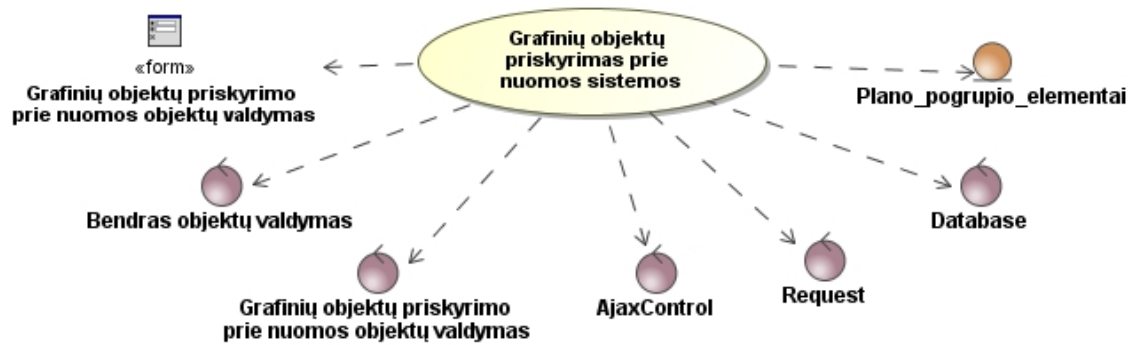 Grafinių objektų
priskyrimas prie
nuomos sistemos
«form»
Grafinių objektų priskyrimo
prie nuomos objektų valdymas
Plano_pogrupio_elementai
Bendras objektų valdymas
Database
Grafinių objektų priskyrimo
prie nuomos objektų valdymas
AjaxControl
Request